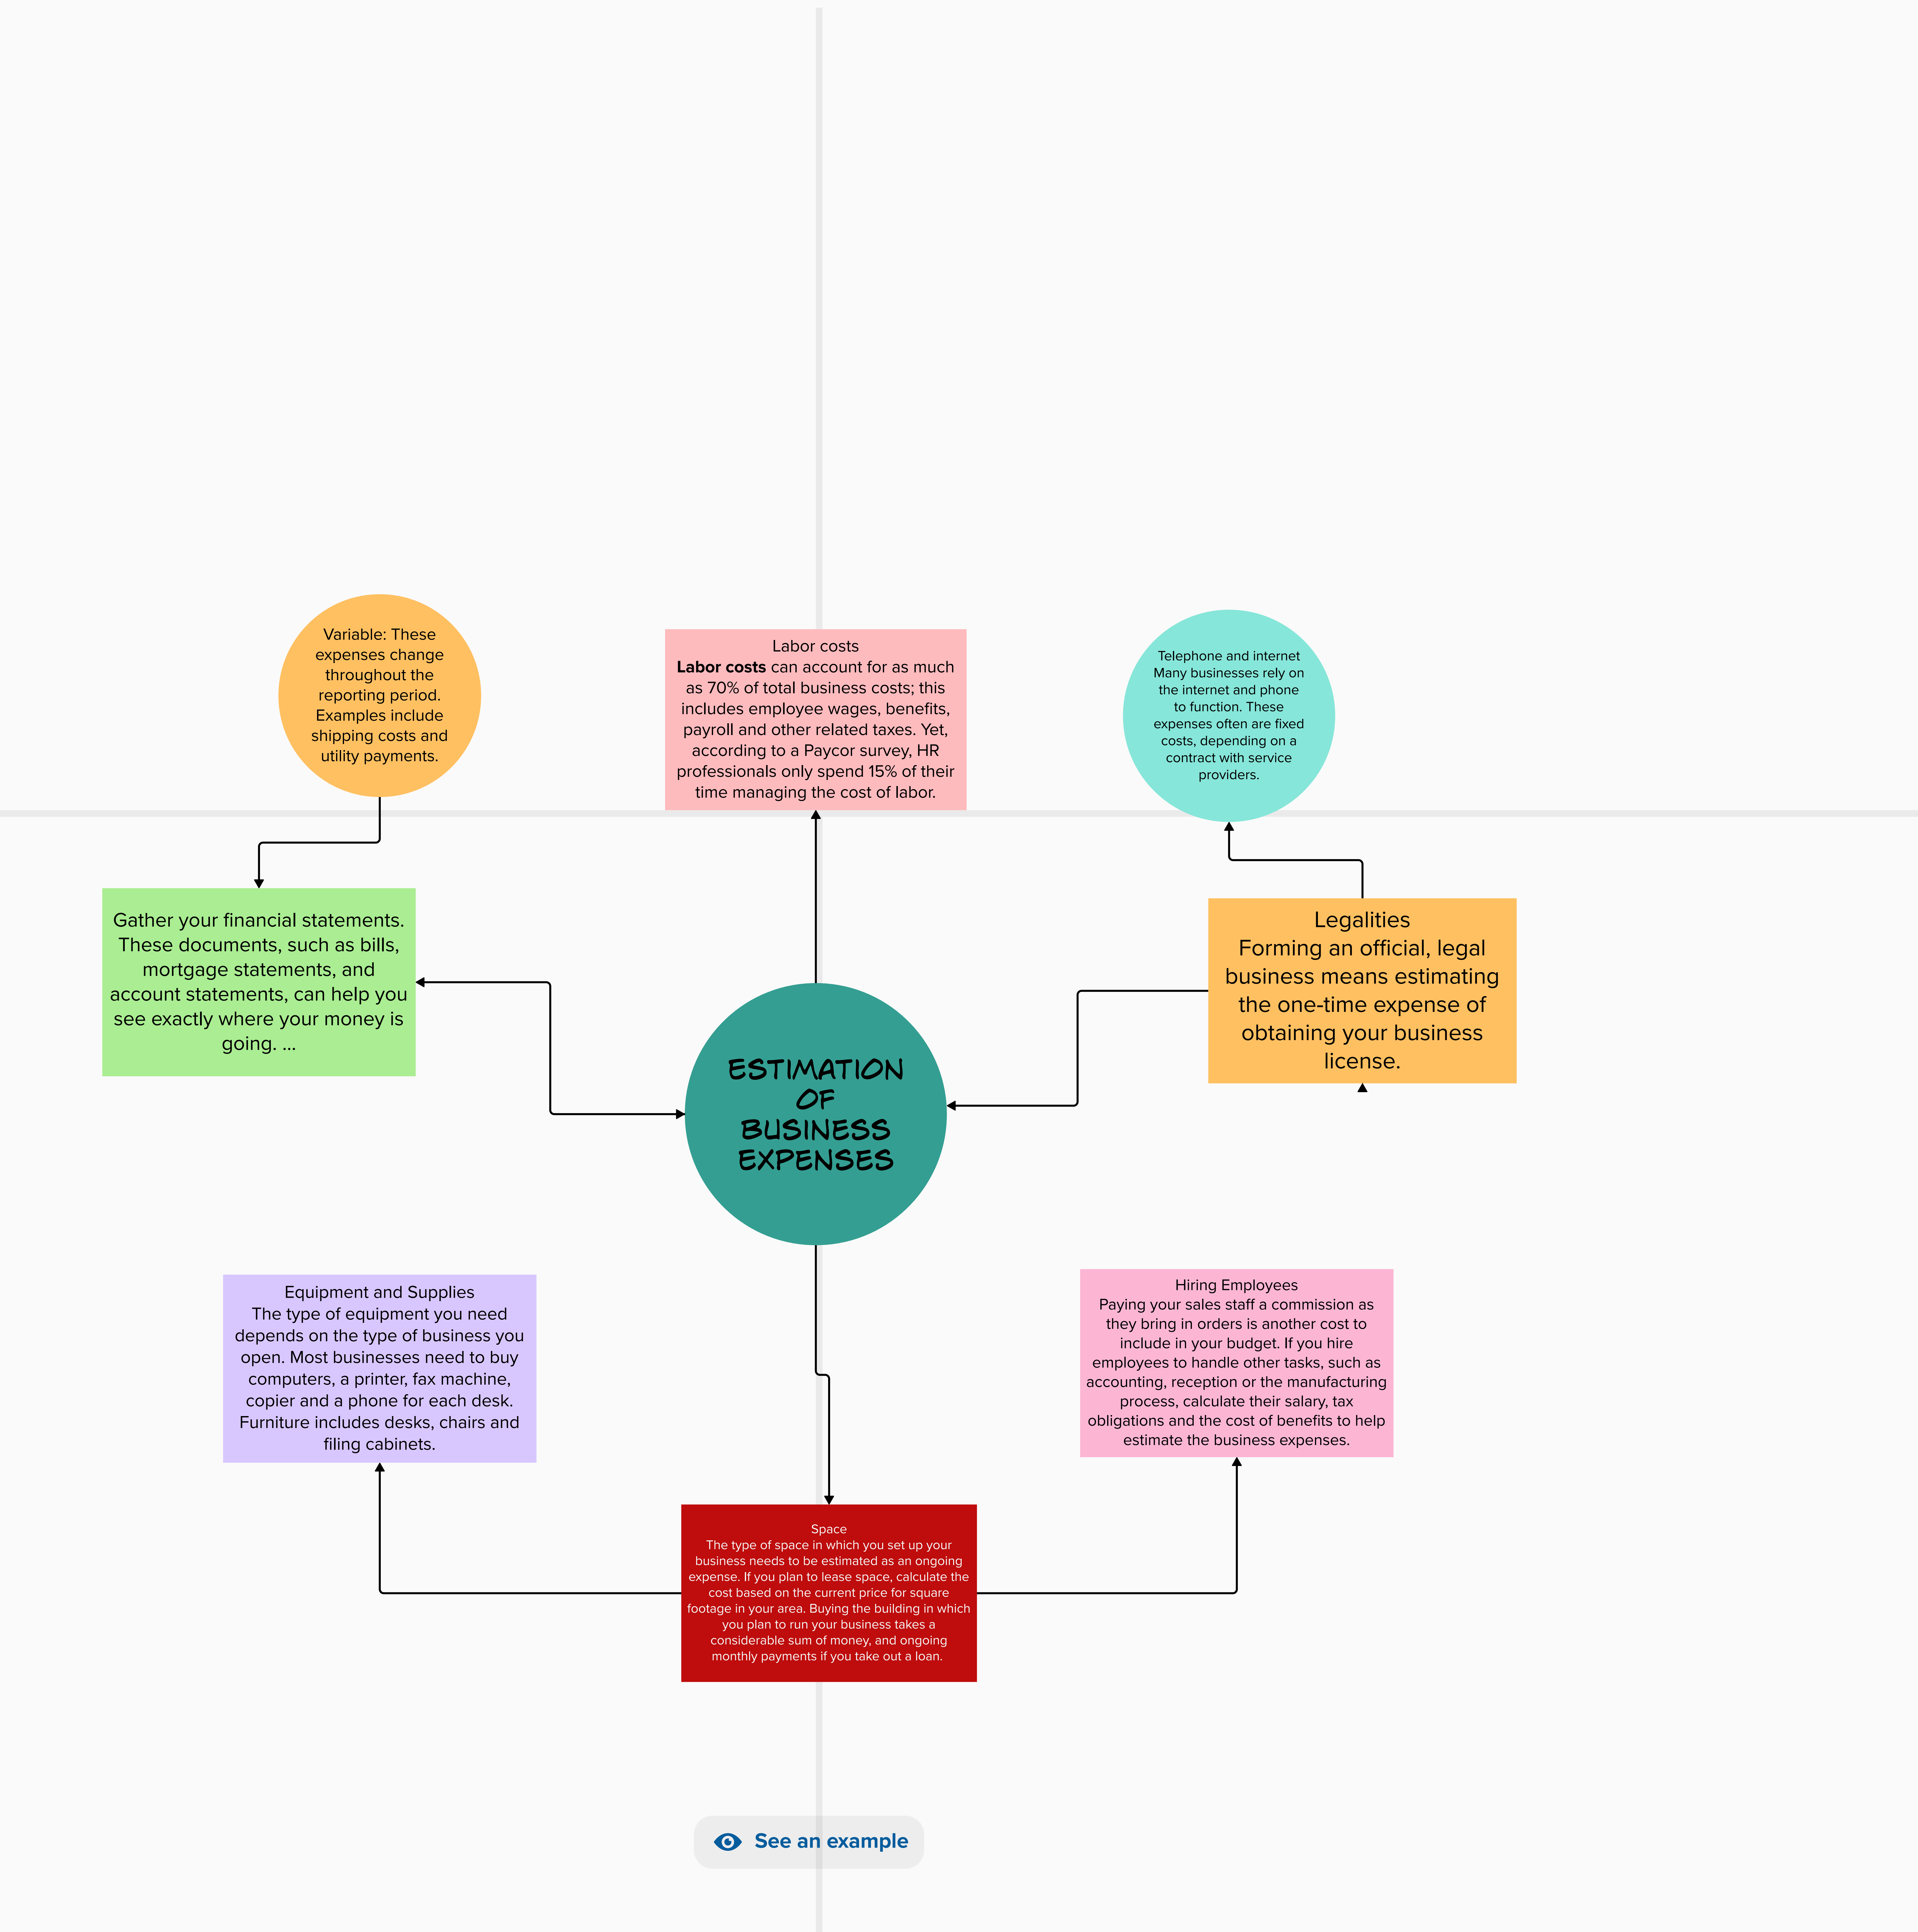 Variable: These
expenses change
throughout the
reporting period.
Examples include
shipping costs and
utility payments.
Labor costs
Labor costs can account for as much
as 70% of total business costs; this
includes employee wages, benefits,
payroll and other related taxes. Yet,
according to a Paycor survey, HR
professionals only spend 15% of their
time managing the cost of labor.
Telephone and internet
Many businesses rely on
the internet and phone
to function. These
expenses often are fixed
costs, depending on a
contract with service
providers.
Gather your financial statements.
These documents, such as bills,
mortgage statements, and
account statements, can help you
see exactly where your money is
going. ...
Legalities
Forming an official, legal
business means estimating
the one-time expense of
obtaining your business
license.
ESTIMATION
OF
BUSINESS
EXPENSES
Equipment and Supplies
The type of equipment you need
depends on the type of business you
open. Most businesses need to buy
computers, a printer, fax machine,
copier and a phone for each desk.
Furniture includes desks, chairs and
filing cabinets.
Hiring Employees
Paying your sales staff a commission as
they bring in orders is another cost to
include in your budget. If you hire
employees to handle other tasks, such as
accounting, reception or the manufacturing
process, calculate their salary, tax
obligations and the cost of benefits to help
estimate the business expenses.
Space
The type of space in which you set up your
business needs to be estimated as an ongoing
expense. If you plan to lease space, calculate the
cost based on the current price for square
footage in your area. Buying the building in which
you plan to run your business takes a
considerable sum of money, and ongoing
monthly payments if you take out a loan.
See an example